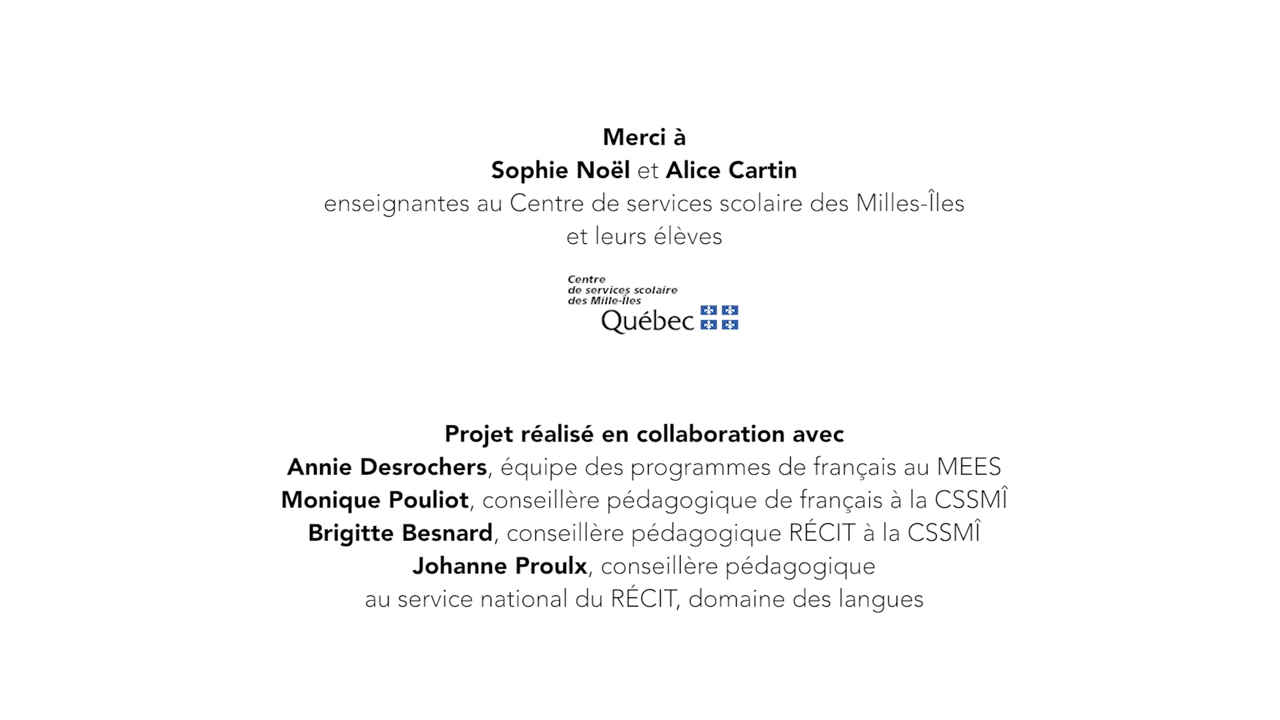 Merci à
Sophie Noël et Alice Cartin
enseignantes au Centre de services scolaire des Milles-Îles
et leurs élèves
Centre
de services scolaire
des Mille-Îles
Québec
Projet réalisé en collaboration avec
Annie Desrochers, équipe des programmes de français au MEES
Monique Pouliot, conseillère pédagogique de français à la CSSMÎ
Brigitte Besnard, conseillère pédagogique RÉCIT à la CSSMÎ
Johanne Proulx, conseillère pédagogique
au service national du RÉCIT, domaine des langues